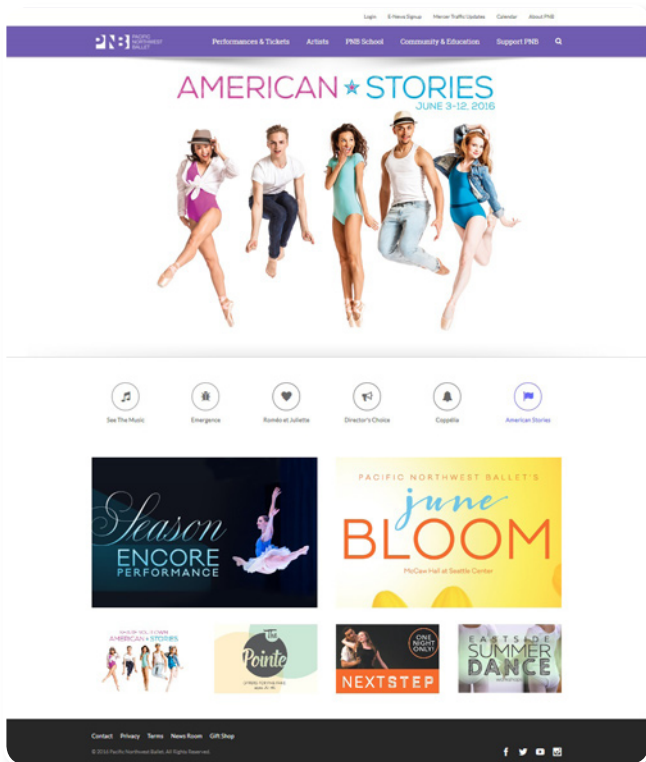 Login E-News Signup Mercer Traffic Updates Calendar About PNB
PNB PACIFIC NORTHWEST BALLET
Performances & Tickets Artists PNB School Community & Education Support PNB
AMERICAN STORIES
JUNE 3-12, 2016
See The Music Emergence Roméo et Juliette Director's Choice Coppélia American Stories
Season
ENCORE
PERFORMANCE
PACIFIC NORTHWEST BALLET'S
june
BLOOM
McCaw Hall at Seattle Center
AMERICAN STORIES
The
Pointe
ONE
NIGHT
ONLY!
NEXTSTEP
EASTSIDE
SUMMER
DANCE
Contact Privacy Terms News Room Gift Shop
© 2016 Pacific Northwest Ballet, All Rights Reserved.